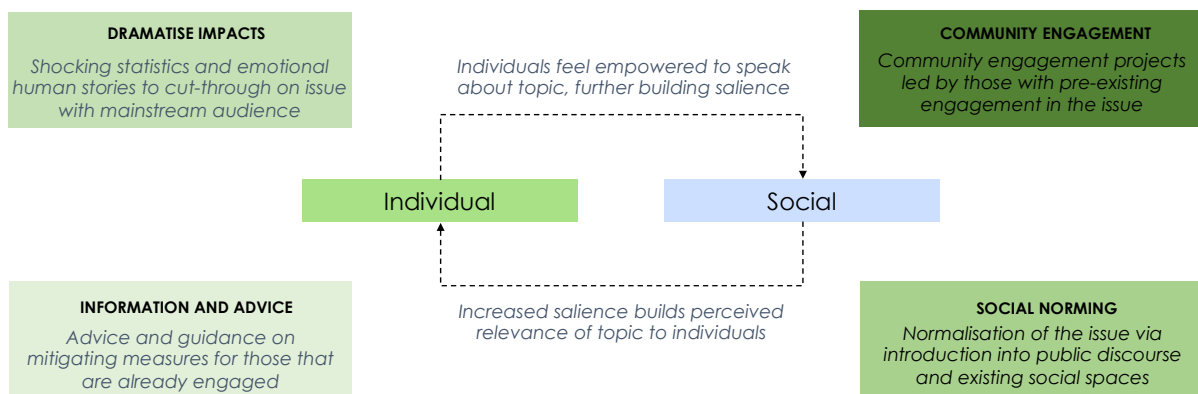 DRAMATISE IMPACTS
Shocking statistics and emotional
human stories to cut-through on issue
with mainstream audience
Individuals feel empowered to speak
about topic, further building salience
COMMUNITY ENGAGEMENT
Community engagement projects
led by those with pre-existing
engagement in the issue
Individual
Social
INFORMATION AND ADVICE
Advice and guidance on
mitigating measures for those that
are already engaged
Increased salience builds perceived
relevance of topic to individuals
SOCIAL NORMING
Normalisation of the issue via
introduction into public discourse
and existing social spaces